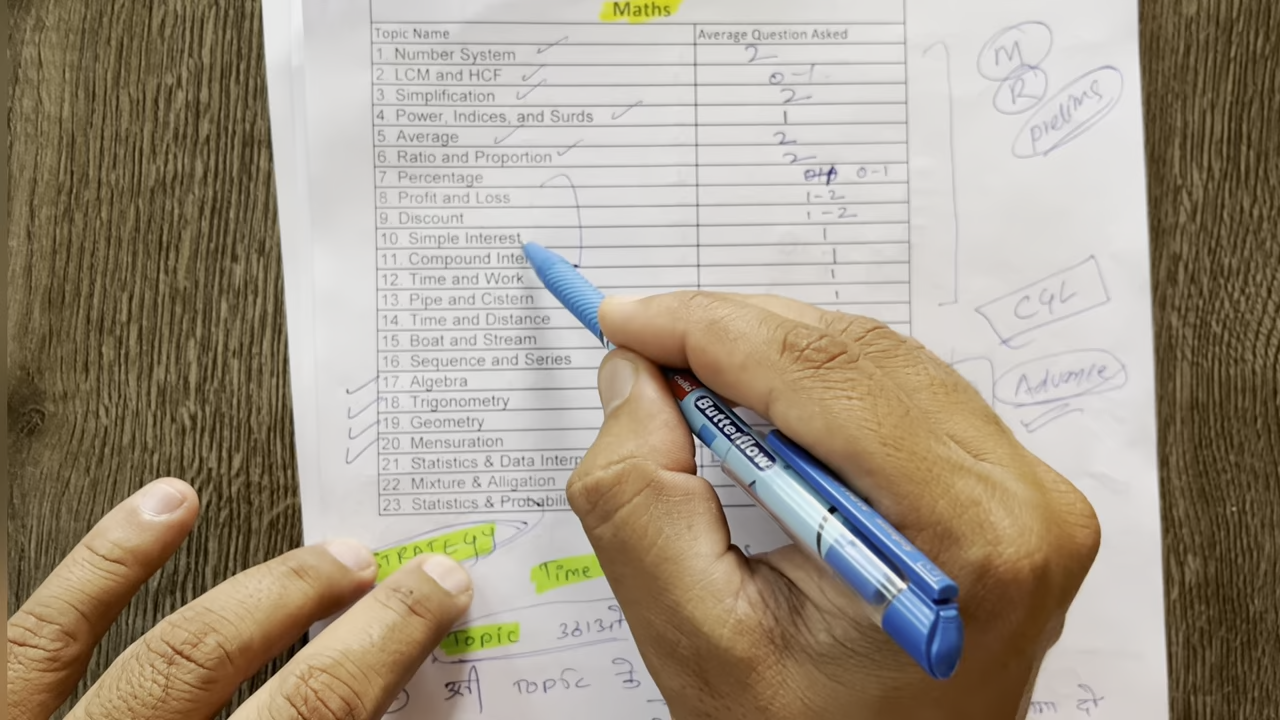 Maths
Topic Name Average Question Asked
1. Number System 2
2. LCM and HCF 0-1
3. Simplification 2
4. Power, Indices, and Surds 1
5. Average 2
6. Ratio and Proportion 2
7 Percentage 0-1
8. Profit and Loss 1-2
9. Discount 1-2
10. Simple Interest 1
11. Compound Inte 1
12. Time and Work 1
13. Pipe and Cistern 1
14. Time and Distance
15. Boat and Stream
16. Sequence and Series
17. Algebra
18. Trigonometry
19. Geometry
20. Mensuration
21. Statistics & Data Interp
22. Mixture & Alligation
23. Statistics & Probabili
M
R
prelims
CGL
Advance
STRATEGY
Time
Topic
TOPIC के
cello
Butterflow